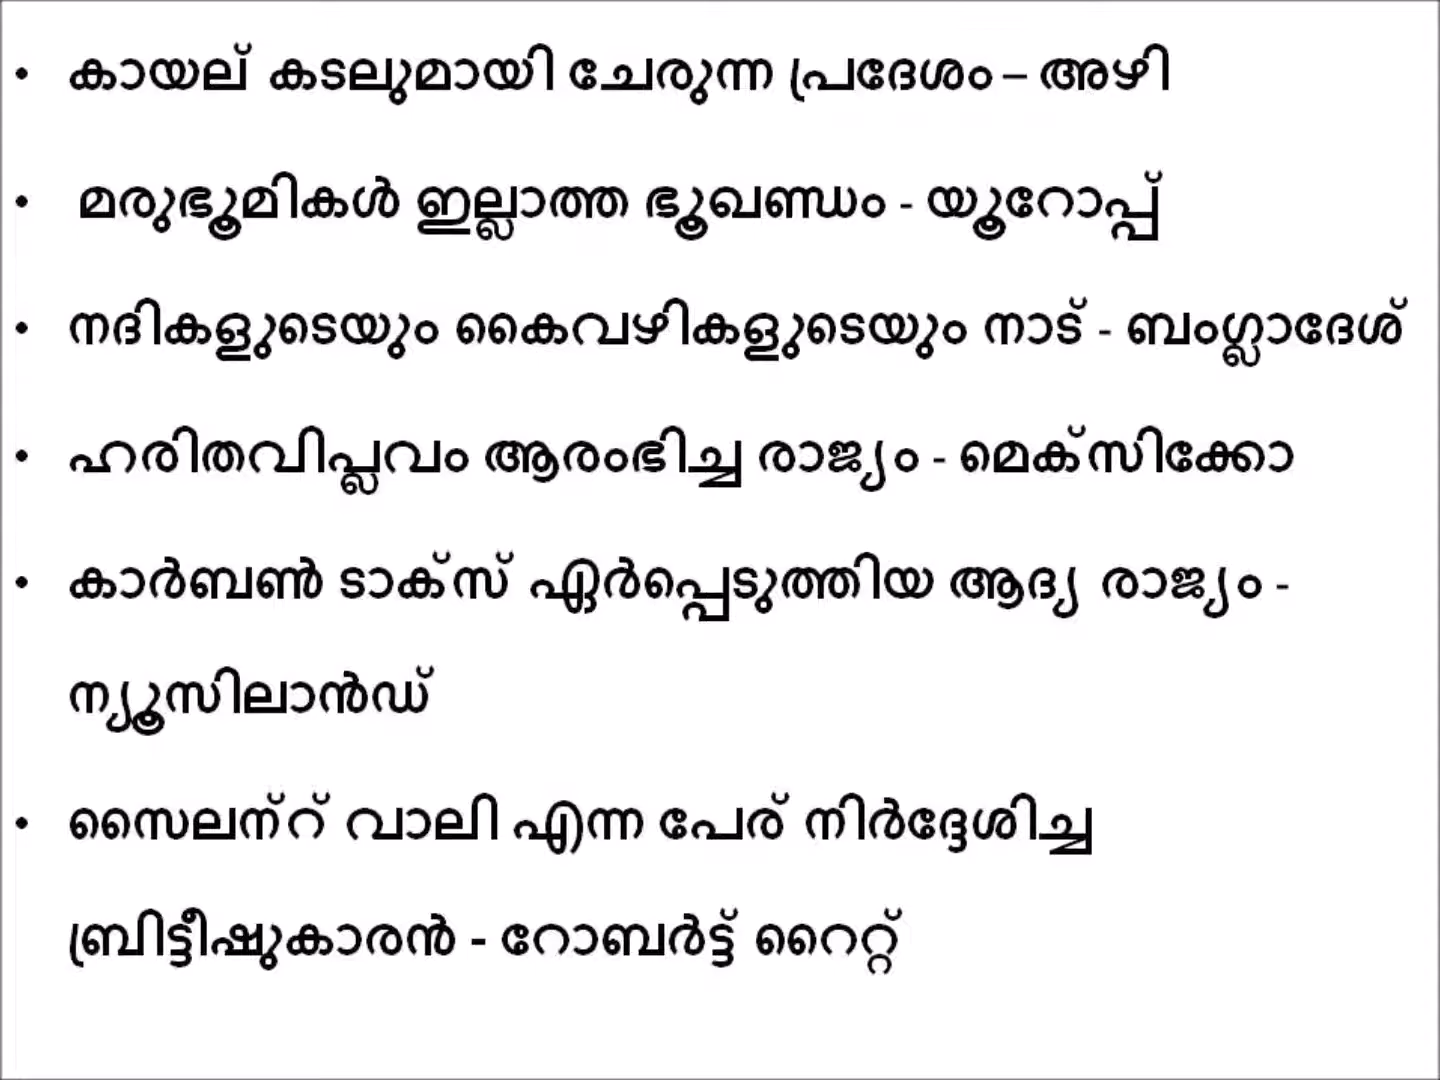 • കായല് കടലുമായി ചേരുന്ന പ്രദേശം – അഴി
• മരുഭൂമികൾ ഇല്ലാത്ത ഭൂഖണ്ഡം - യൂറോപ്പ്
• നദികളുടെയും കൈവഴികളുടെയും നാട് - ബംഗ്ലാദേശ്
• ഹരിതവിപ്ലവം ആരംഭിച്ച രാജ്യം - മെക്സിക്കോ
• കാർബൺ ടാക്സ് ഏർപ്പെടുത്തിയ ആദ്യ രാജ്യം -
ന്യൂസിലാൻഡ്
• സൈലന്റ് വാലി എന്ന പേര് നിർദ്ദേശിച്ച
ബ്രിട്ടീഷുകാരൻ - റോബർട്ട് റൈറ്റ്